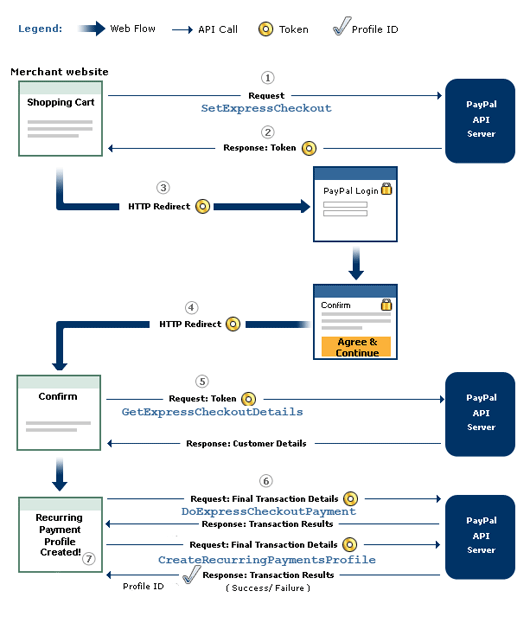 Legend: Web Flow API Call Token Profile ID
Merchant website
Shopping Cart
1
Request
SetExpressCheckout
PayPal
API
Server
2
Response: Token
3
HTTP Redirect
PayPal Login
4
HTTP Redirect
Confirm
Agree &
Continue
Confirm
5
Request: Token
GetExpressCheckoutDetails
Response: Customer Details
PayPal
API
Server
6
Request: Final Transaction Details
DoExpressCheckoutPayment
Response: Transaction Results
Recurring
Payment
Profile
Created!
7
Request: Final Transaction Details
CreateRecurringPaymentsProfile
Response: Transaction Results
Profile ID
( Success/ Failure )
PayPal
API
Server